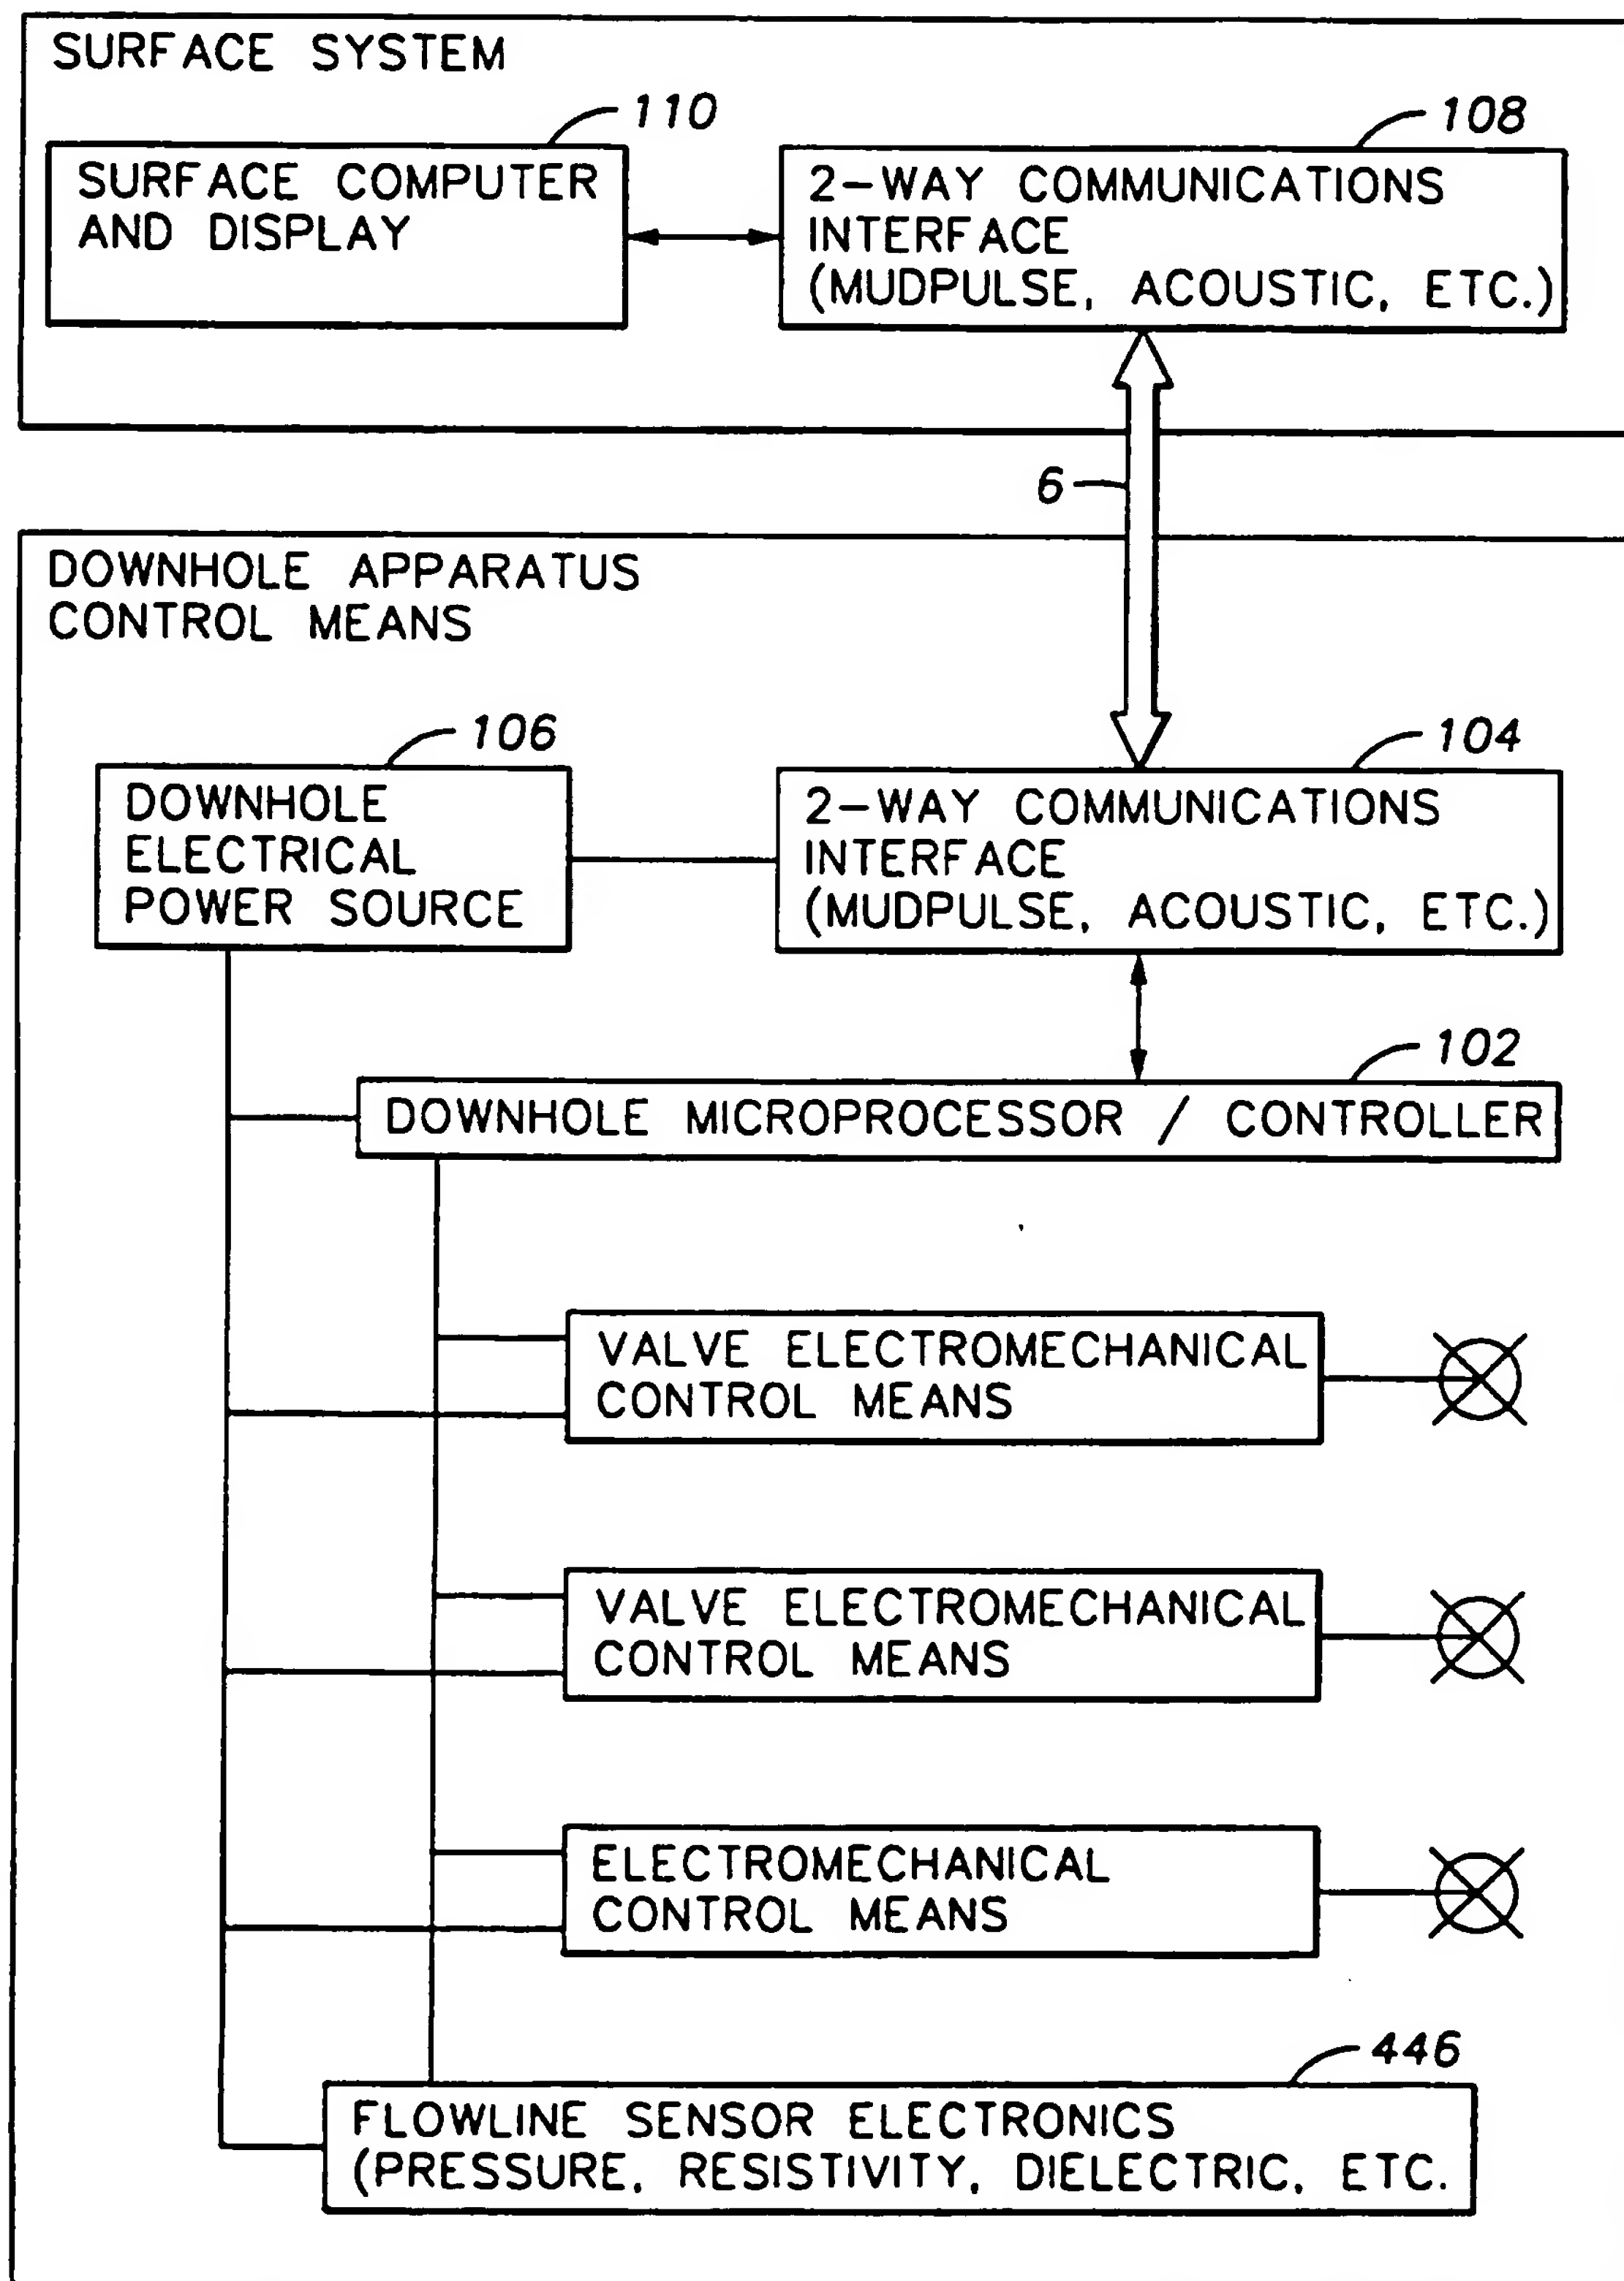 SURFACE SYSTEM
110
108
SURFACE COMPUTER
AND DISPLAY
2-WAY COMMUNICATIONS
INTERFACE
(MUDPULSE, ACOUSTIC, ETC.)
6
DOWNHOLE APPARATUS
CONTROL MEANS
106
104
DOWNHOLE
ELECTRICAL
POWER SOURCE
2-WAY COMMUNICATIONS
INTERFACE
(MUDPULSE, ACOUSTIC, ETC.)
102
DOWNHOLE MICROPROCESSOR / CONTROLLER
VALVE ELECTROMECHANICAL
CONTROL MEANS
VALVE ELECTROMECHANICAL
CONTROL MEANS
ELECTROMECHANICAL
CONTROL MEANS
446
FLOWLINE SENSOR ELECTRONICS
(PRESSURE, RESISTIVITY, DIELECTRIC, ETC.